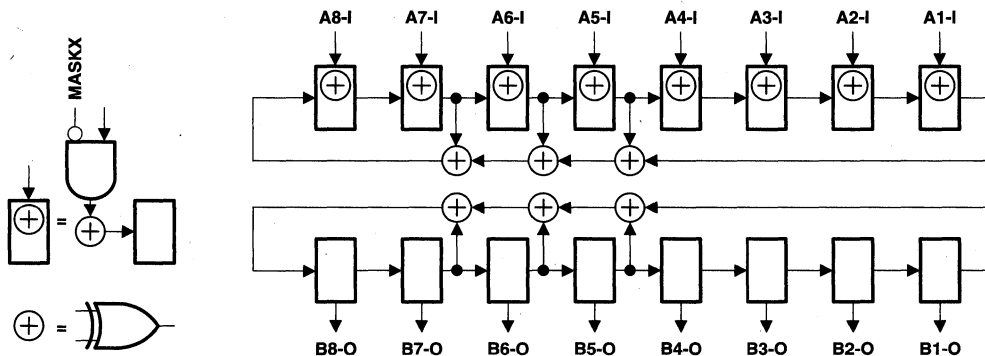 A8-I A7-I A6-I A5-I A4-I A3-I A2-I A1-I
MASKX
=
=
B8-O B7-O B6-O B5-O B4-O B3-O B2-O B1-O